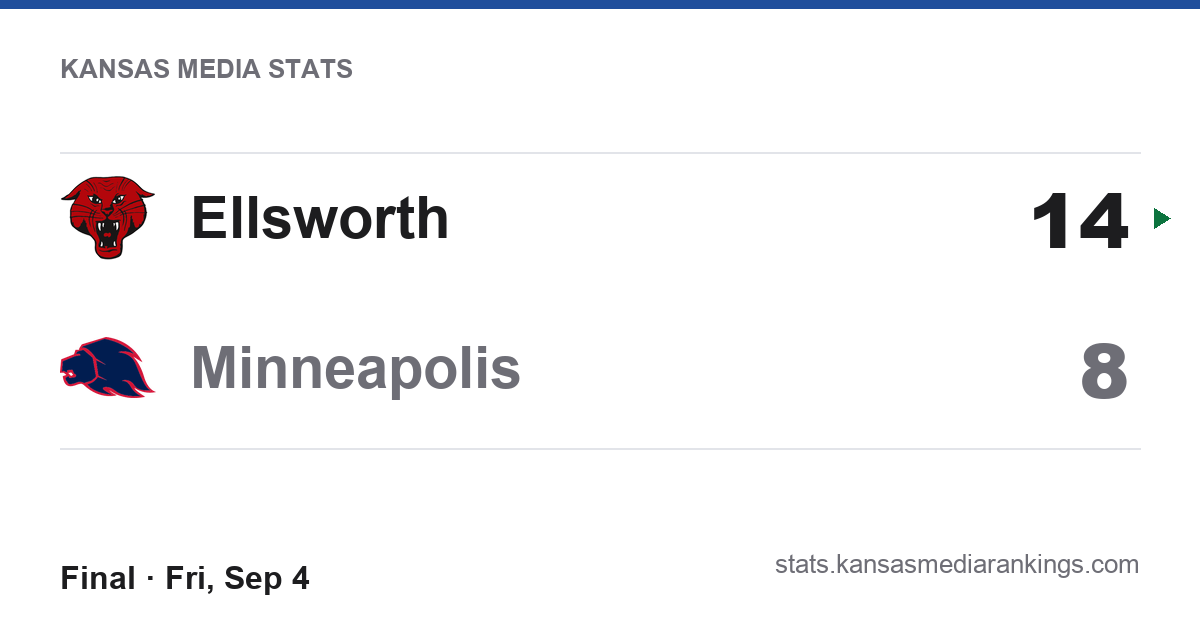 KANSAS MEDIA STATS
Ellsworth 14
Minneapolis 8
Final · Fri, Sep 4
stats.kansasmediarankings.com